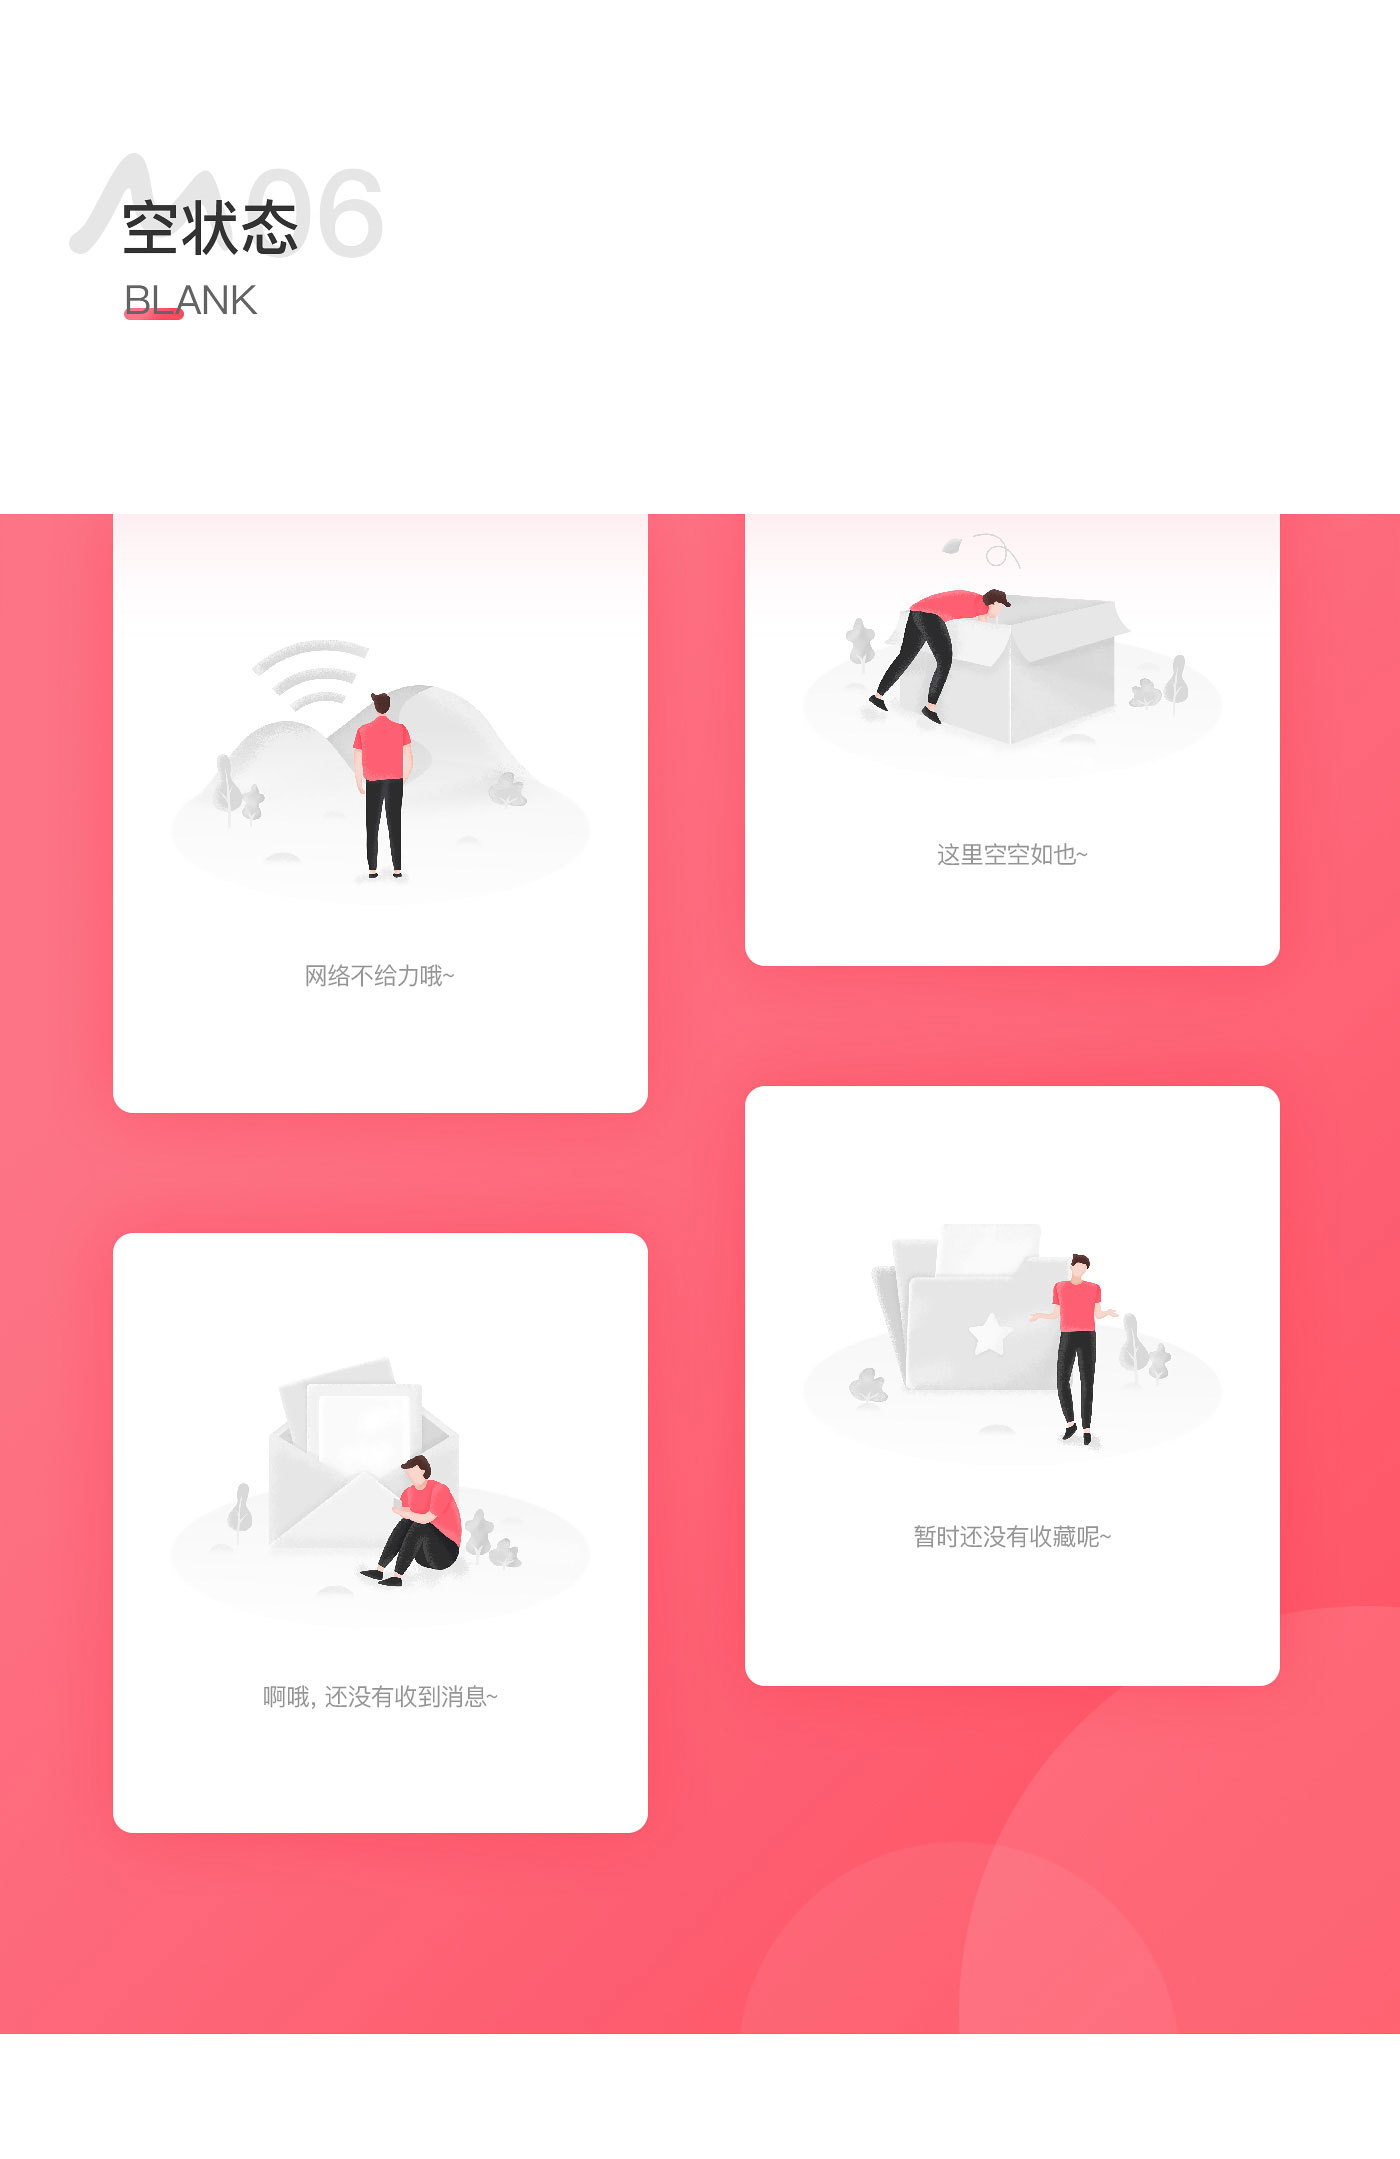 06
空状态
BLANK
这里空空如也~
网络不给力哦~
暂时还没有收藏呢~
啊哦, 还没有收到消息~